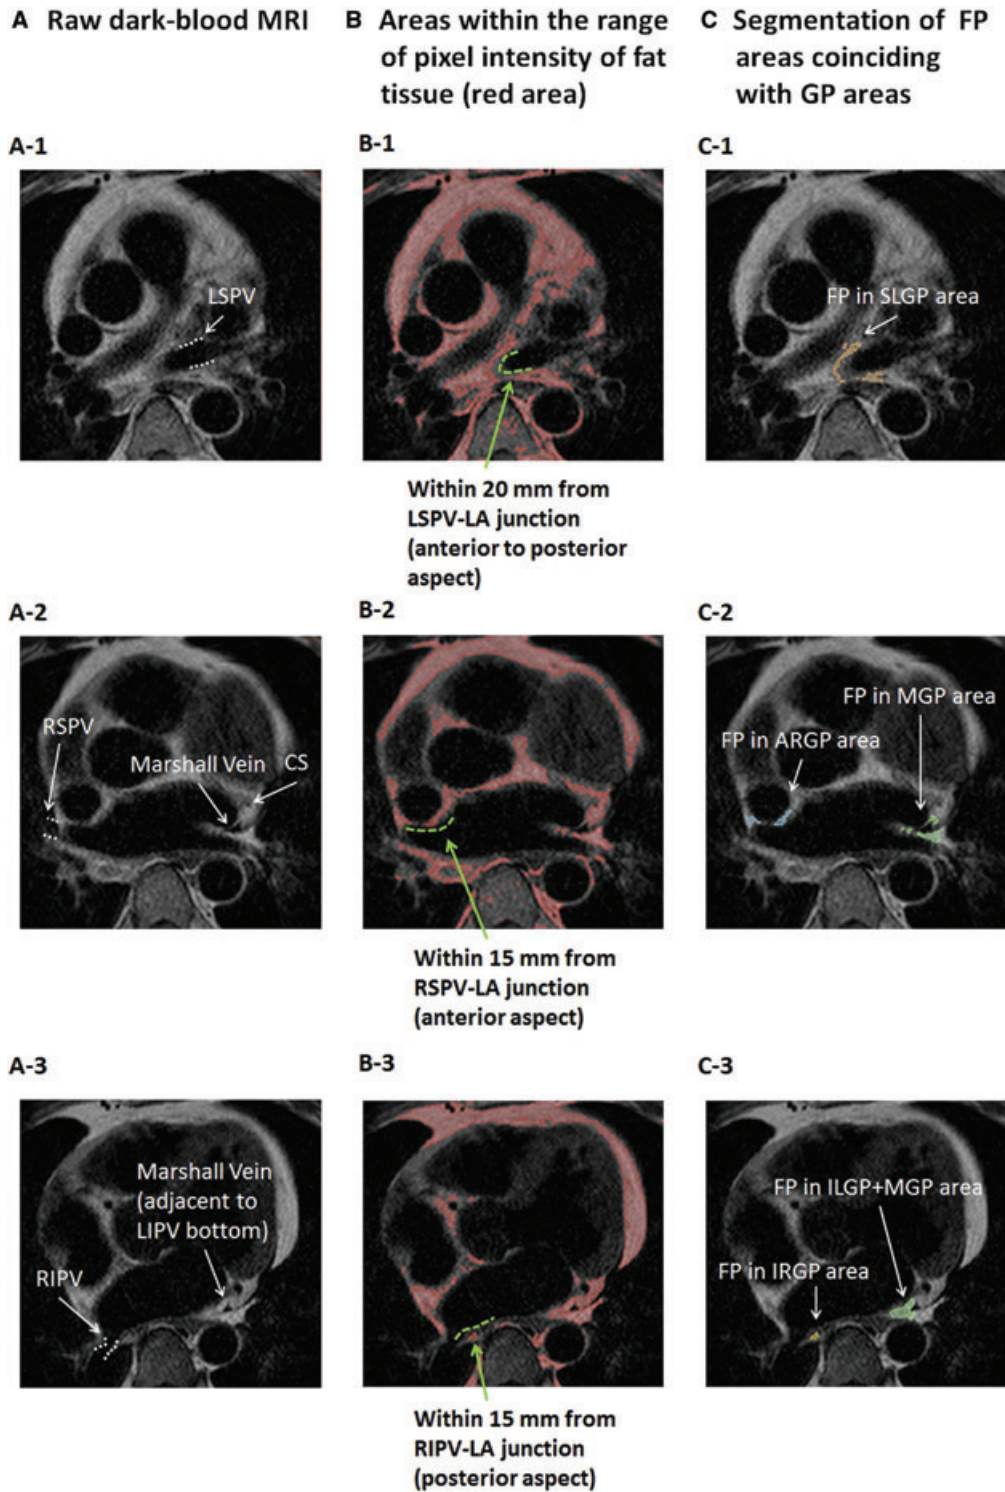 A Raw dark-blood MRI
B Areas within the range
of pixel intensity of fat
tissue (red area)
C Segmentation of FP
areas coinciding
with GP areas
A-1
LSPV
B-1
Within 20 mm from
LSPV-LA junction
(anterior to posterior
aspect)
C-1
FP in SLGP area
A-2
RSPV
Marshall Vein
CS
B-2
Within 15 mm from
RSPV-LA junction
(anterior aspect)
C-2
FP in MGP area
FP in ARGP area
A-3
Marshall Vein
(adjacent to
LIPV bottom)
RIPV
B-3
Within 15 mm from
RIPV-LA junction
(posterior aspect)
C-3
FP in ILGP+MGP area
FP in IRGP area